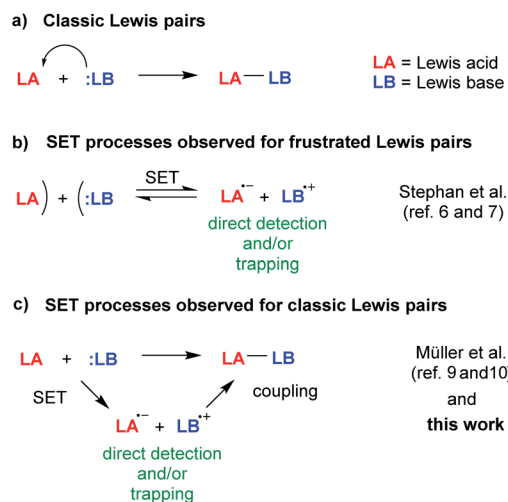 a) Classic Lewis pairs
LA + :LB LA—LB
LA = Lewis acid
LB = Lewis base
b) SET processes observed for frustrated Lewis pairs
SET
LA) + (:LB LA•− + LB•+
direct detection
and/or
trapping
Stephan et al.
(ref. 6 and 7)
c) SET processes observed for classic Lewis pairs
LA + :LB LA—LB
SET
coupling
LA•− + LB•+
direct detection
and/or
trapping
Müller et al.
(ref. 9 and10)
and
this work